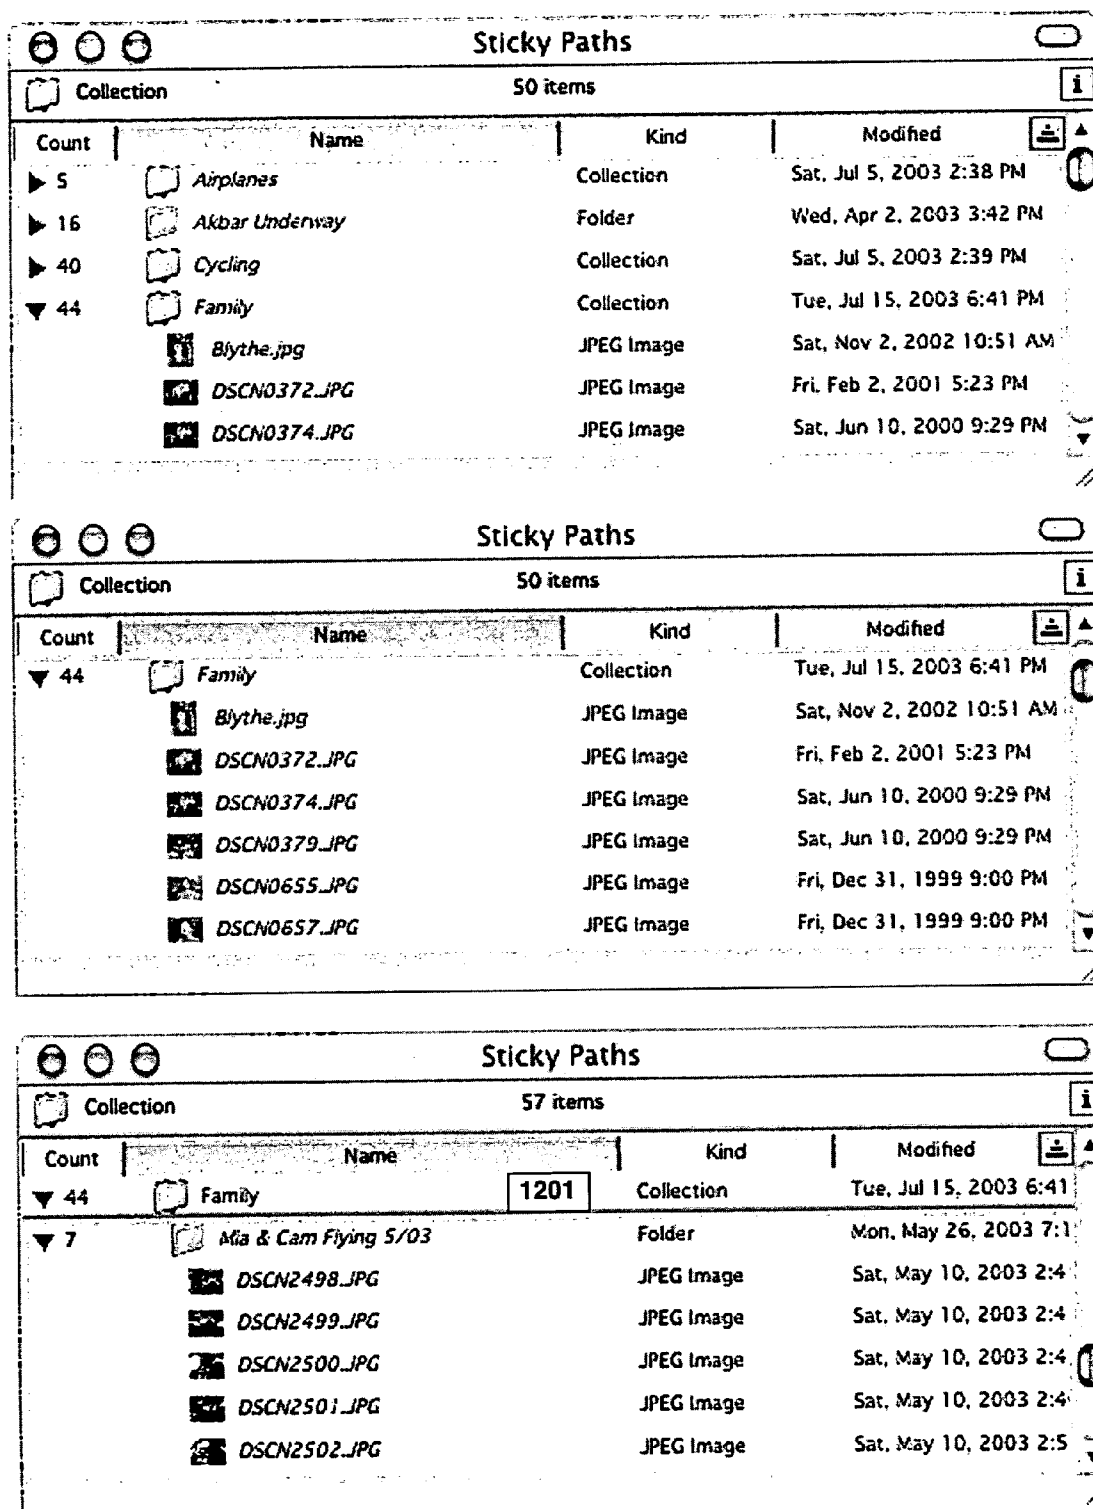 Sticky Paths
Collection 50 items i
Count Name Kind Modified
5 Airplanes Collection Sat, Jul 5, 2003 2:38 PM
16 Akbar Underway Folder Wed, Apr 2, 2003 3:42 PM
40 Cycling Collection Sat, Jul 5, 2003 2:39 PM
44 Family Collection Tue, Jul 15, 2003 6:41 PM
Blythe.jpg JPEG Image Sat, Nov 2, 2002 10:51 AM
DSCN0372.JPG JPEG Image Fri, Feb 2, 2001 5:23 PM
DSCN0374.JPG JPEG Image Sat, Jun 10, 2000 9:29 PM
Sticky Paths
Collection 50 items i
Count Name Kind Modified
44 Family Collection Tue, Jul 15, 2003 6:41 PM
Blythe.jpg JPEG Image Sat, Nov 2, 2002 10:51 AM
DSCN0372.JPG JPEG Image Fri, Feb 2, 2001 5:23 PM
DSCN0374.JPG JPEG Image Sat, Jun 10, 2000 9:29 PM
DSCN0379.JPG JPEG Image Sat, Jun 10, 2000 9:29 PM
DSCN0655.JPG JPEG Image Fri, Dec 31, 1999 9:00 PM
DSCN0657.JPG JPEG Image Fri, Dec 31, 1999 9:00 PM
Sticky Paths
Collection 57 items i
Count Name Kind Modified
44 Family 1201 Collection Tue, Jul 15, 2003 6:41
7 Mia & Cam Flying 5/03 Folder Mon, May 26, 2003 7:1
DSCN2498.JPG JPEG Image Sat, May 10, 2003 2:4
DSCN2499.JPG JPEG Image Sat, May 10, 2003 2:4
DSCN2500.JPG JPEG Image Sat, May 10, 2003 2:4
DSCN2501.JPG JPEG Image Sat, May 10, 2003 2:4
DSCN2502.JPG JPEG Image Sat, May 10, 2003 2:5